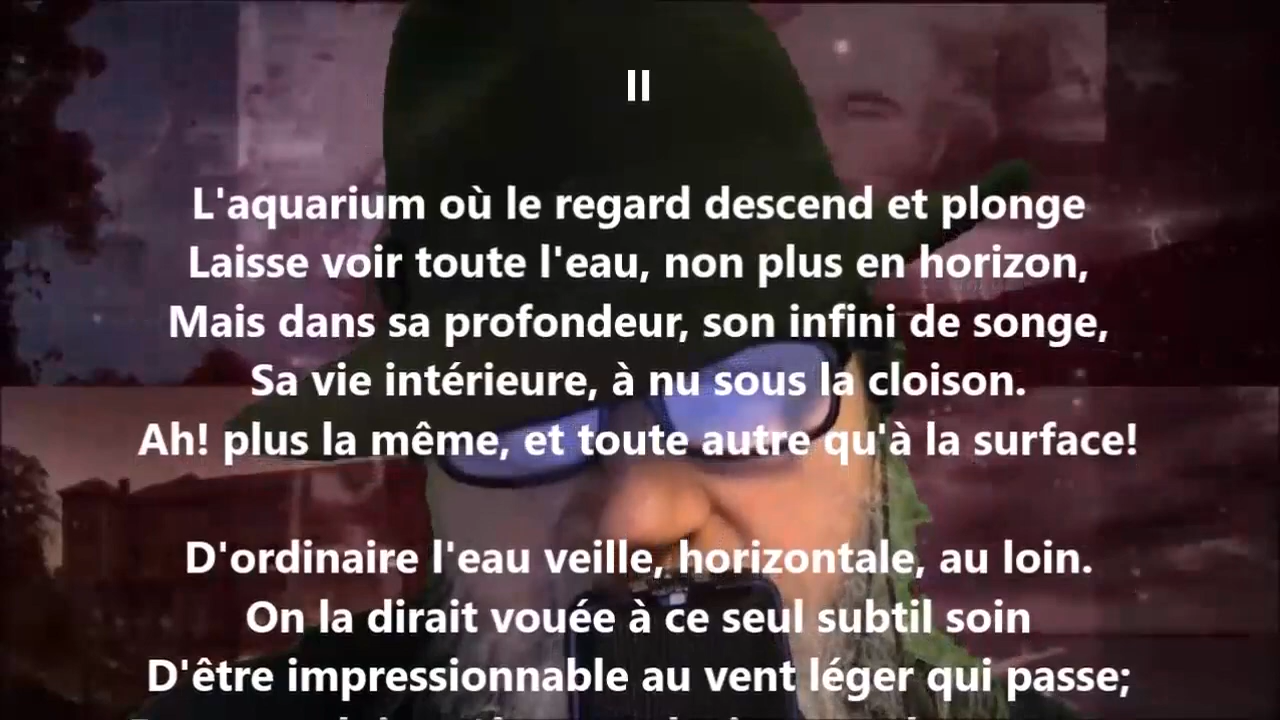 II
L'aquarium où le regard descend et plonge
Laisse voir toute l'eau, non plus en horizon,
Mais dans sa profondeur, son infini de songe,
Sa vie intérieure, à nu sous la cloison.
Ah! plus la même, et toute autre qu'à la surface!
D'ordinaire l'eau veille, horizontale, au loin.
On la dirait vouée à ce seul subtil soin
D'être impressionnable au vent léger qui passe;